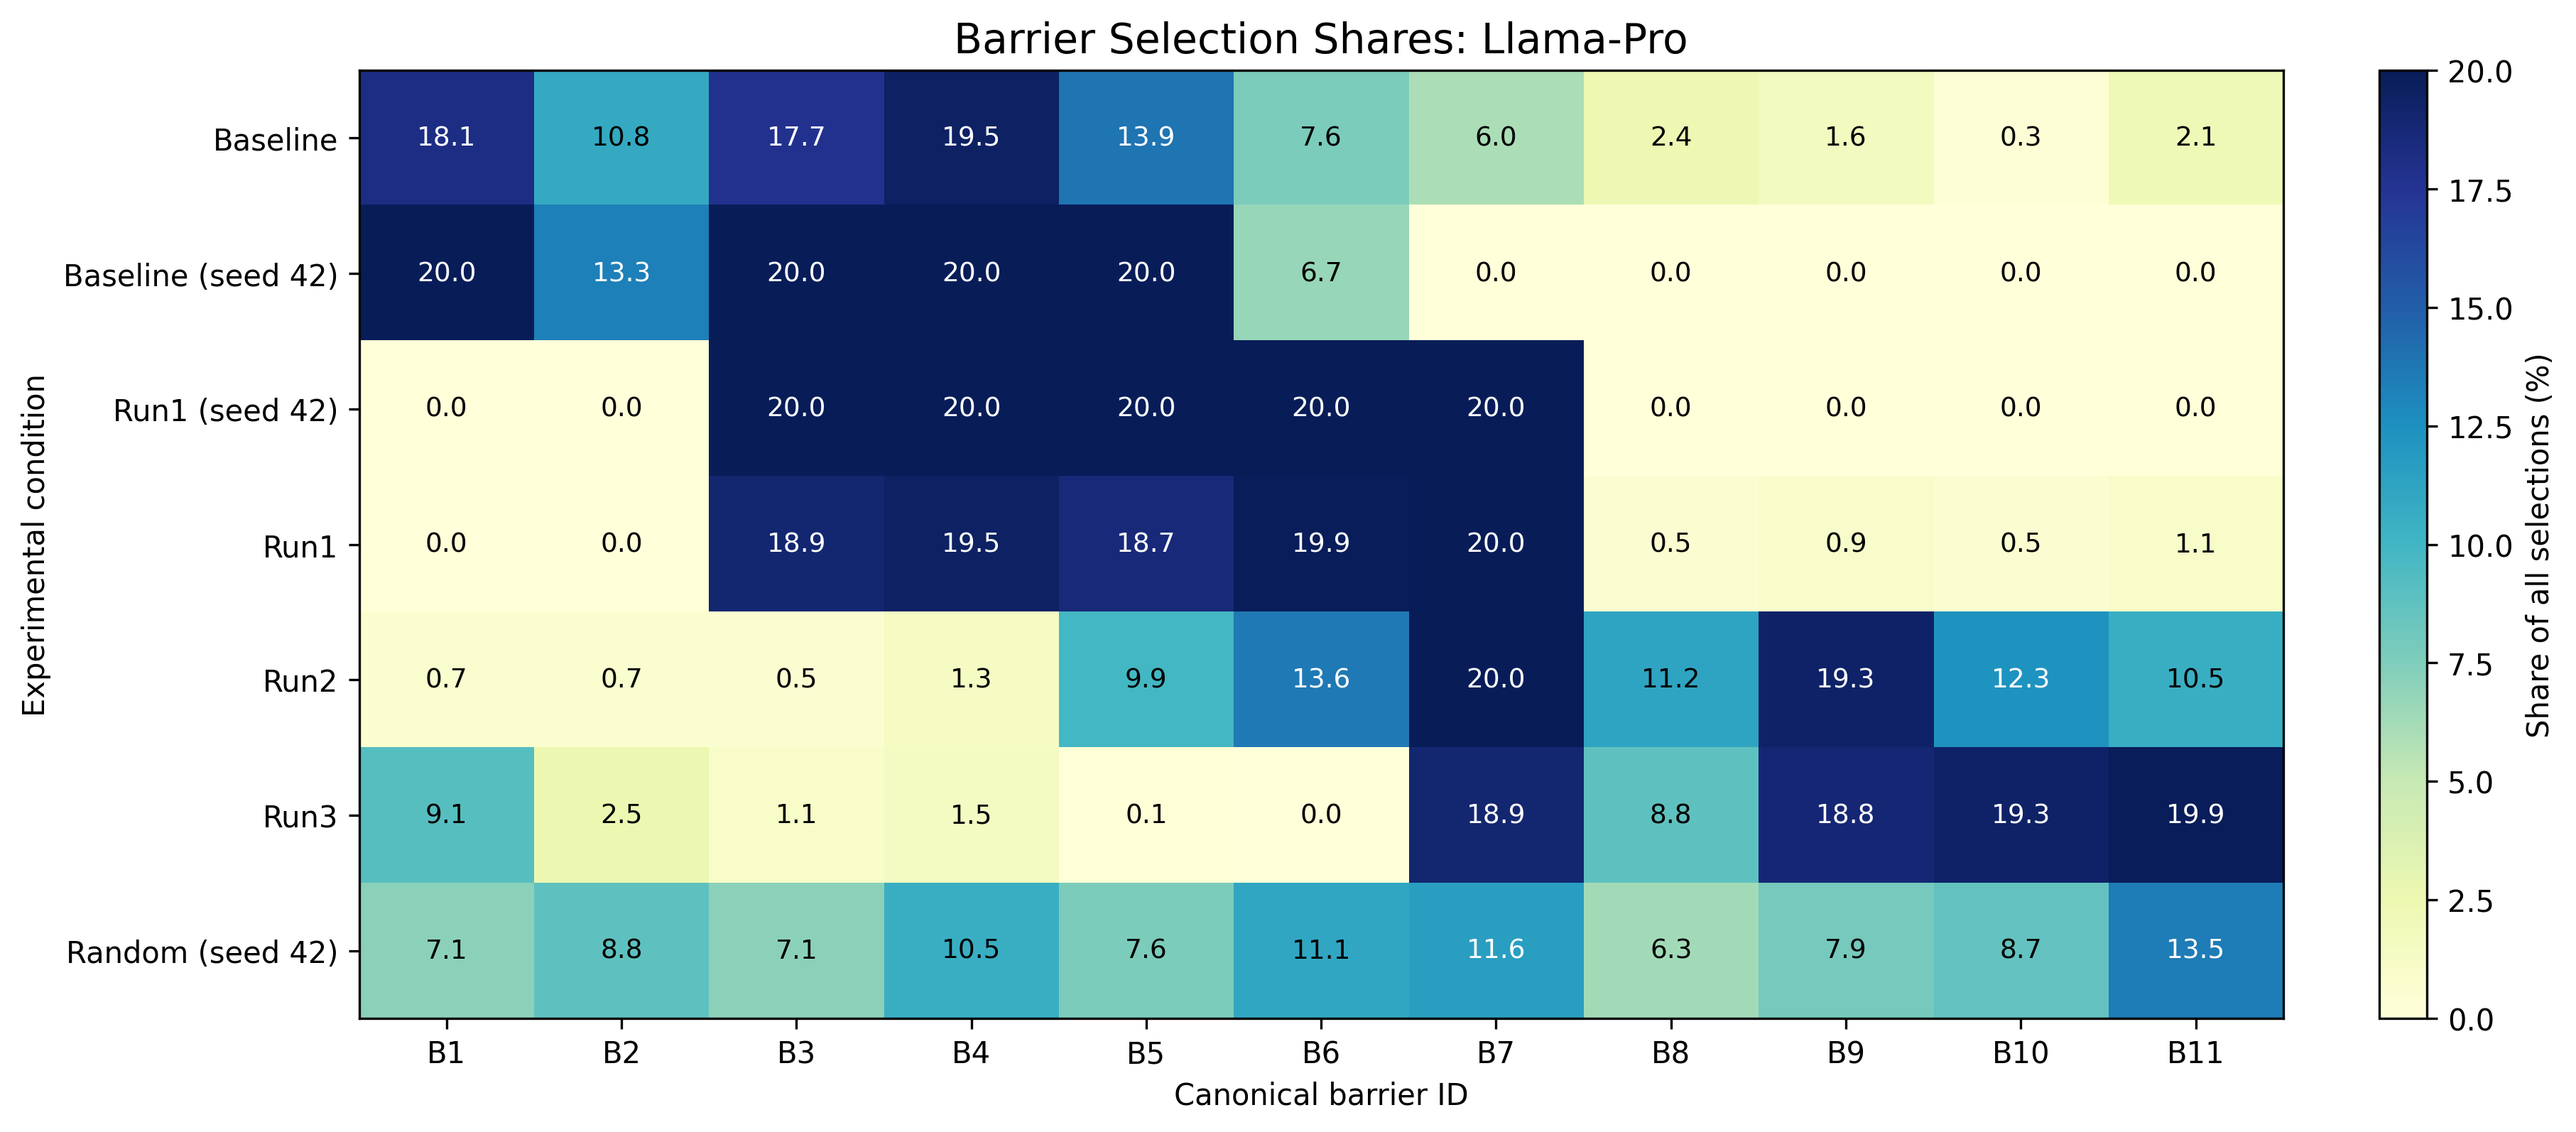 Barrier Selection Shares: Llama-Pro
Baseline 18.1 10.8 17.7 19.5 13.9 7.6 6.0 2.4 1.6 0.3 2.1
Baseline (seed 42) 20.0 13.3 20.0 20.0 20.0 6.7 0.0 0.0 0.0 0.0 0.0
Run1 (seed 42) 0.0 0.0 20.0 20.0 20.0 20.0 20.0 0.0 0.0 0.0 0.0
Run1 0.0 0.0 18.9 19.5 18.7 19.9 20.0 0.5 0.9 0.5 1.1
Run2 0.7 0.7 0.5 1.3 9.9 13.6 20.0 11.2 19.3 12.3 10.5
Run3 9.1 2.5 1.1 1.5 0.1 0.0 18.9 8.8 18.8 19.3 19.9
Random (seed 42) 7.1 8.8 7.1 10.5 7.6 11.1 11.6 6.3 7.9 8.7 13.5
B1 B2 B3 B4 B5 B6 B7 B8 B9 B10 B11
Canonical barrier ID
Experimental condition
20.0
17.5
15.0
12.5
10.0
7.5
5.0
2.5
0.0
Share of all selections (%)